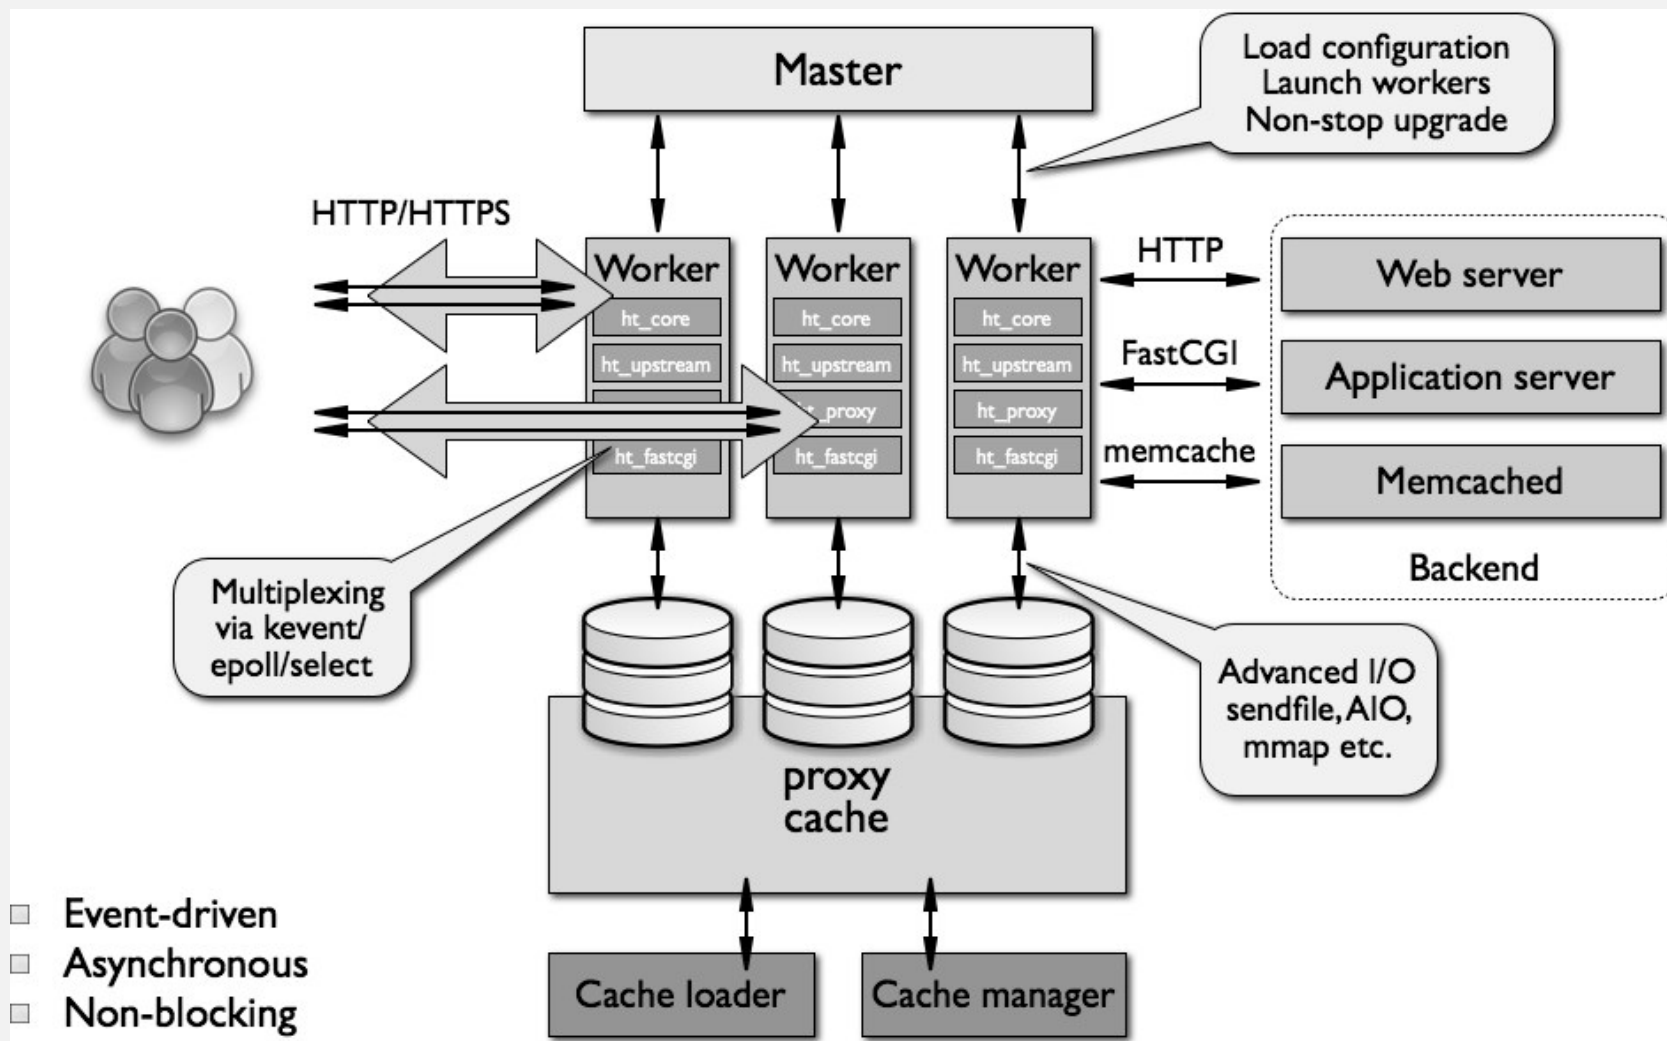 Master
Load configuration
Launch workers
Non-stop upgrade
HTTP/HTTPS
Worker
ht_core
ht_upstream
ht_fastcgi
Worker
ht_core
ht_upstream
ht_proxy
ht_fastcgi
Worker
ht_core
ht_upstream
ht_proxy
ht_fastcgi
HTTP
FastCGI
memcache
Web server
Application server
Memcached
Backend
Multiplexing
via kevent/
epoll/select
Advanced I/O
sendfile, AIO,
mmap etc.
proxy
cache
Cache loader
Cache manager
Event-driven
Asynchronous
Non-blocking